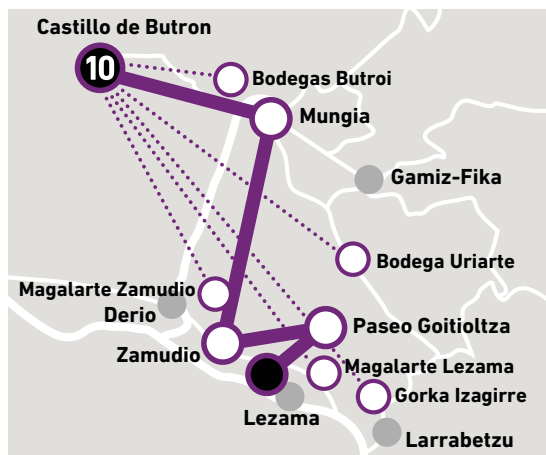 Castillo de Butron
10
Bodegas Butroi
Mungia
Gamiz-Fika
Bodega Uriarte
Magalarte Zamudio
Derio
Paseo Goitioltza
Zamudio
Magalarte Lezama
Gorka Izagirre
Lezama
Larrabetzu